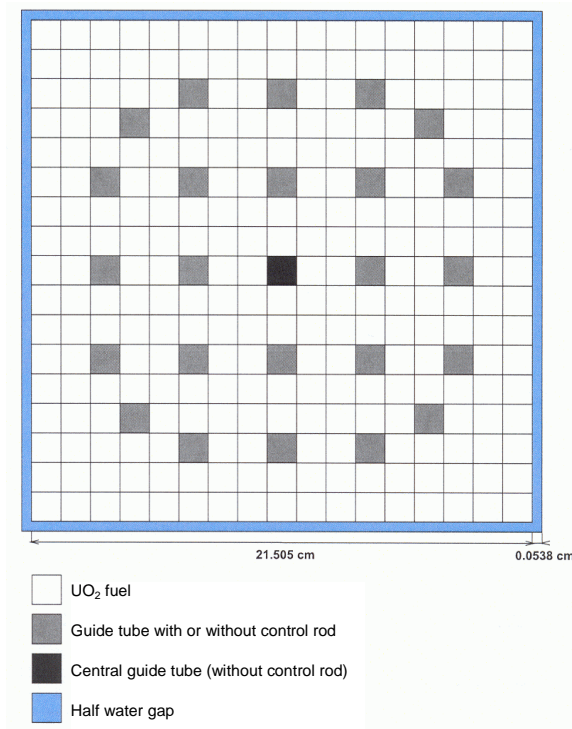 21.505 cm
0.0538 cm
UO₂ fuel
Guide tube with or without control rod
Central guide tube (without control rod)
Half water gap